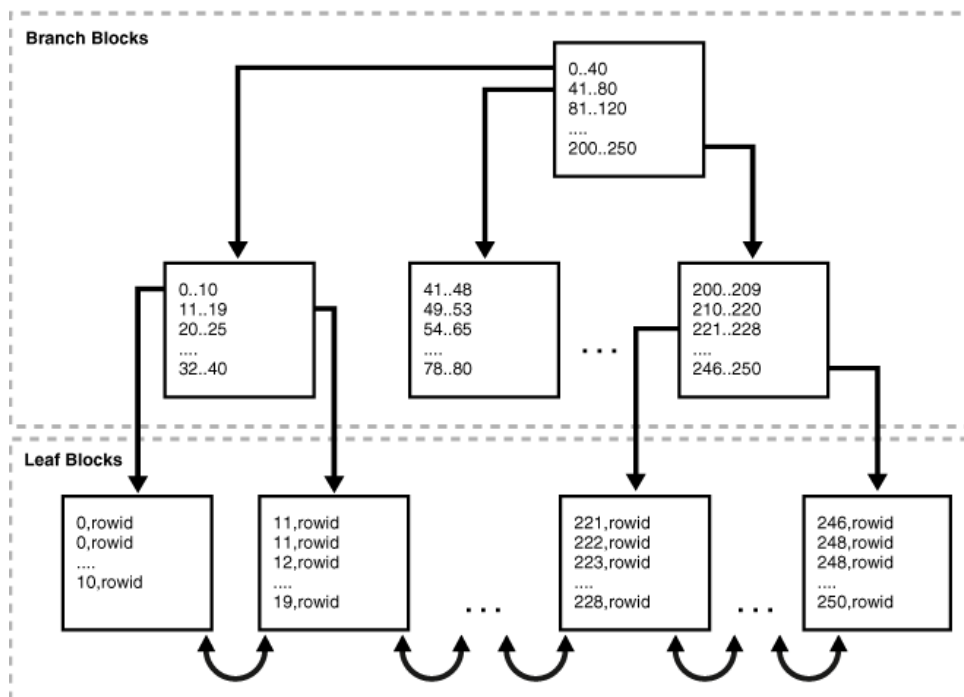 Branch Blocks
0..40
41..80
81..120
....
200..250
0..10
11..19
20..25
....
32..40
41..48
49..53
54..65
....
78..80
...
200..209
210..220
221..228
....
246..250
Leaf Blocks
0,rowid
0,rowid
....
10,rowid
11,rowid
11,rowid
12,rowid
....
19,rowid
...
221,rowid
222,rowid
223,rowid
....
228,rowid
...
246,rowid
248,rowid
248,rowid
....
250,rowid